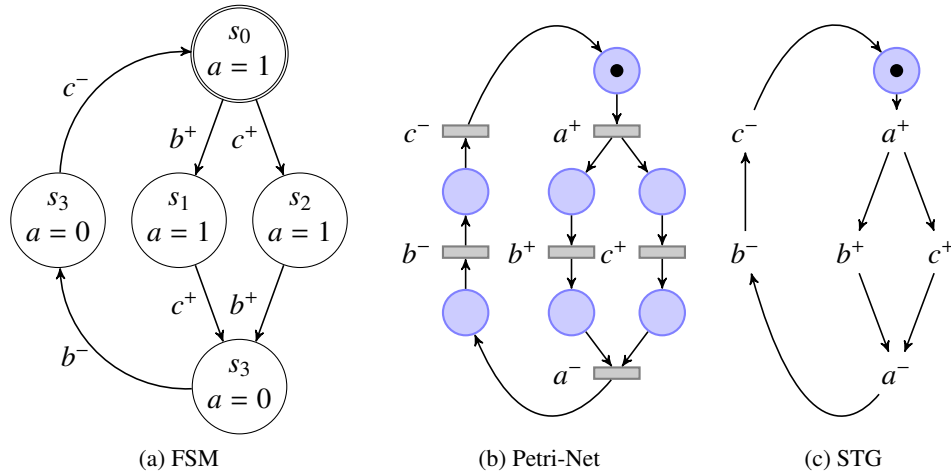 s₀
a = 1
b⁺
c⁺
c⁻
s₃
a = 0
s₁
a = 1
s₂
a = 1
c⁺
b⁺
b⁻
s₃
a = 0
(a) FSM
c⁻
a⁺
b⁻
b⁺
c⁺
a⁻
(b) Petri-Net
c⁻
a⁺
b⁻
b⁺
c⁺
a⁻
(c) STG